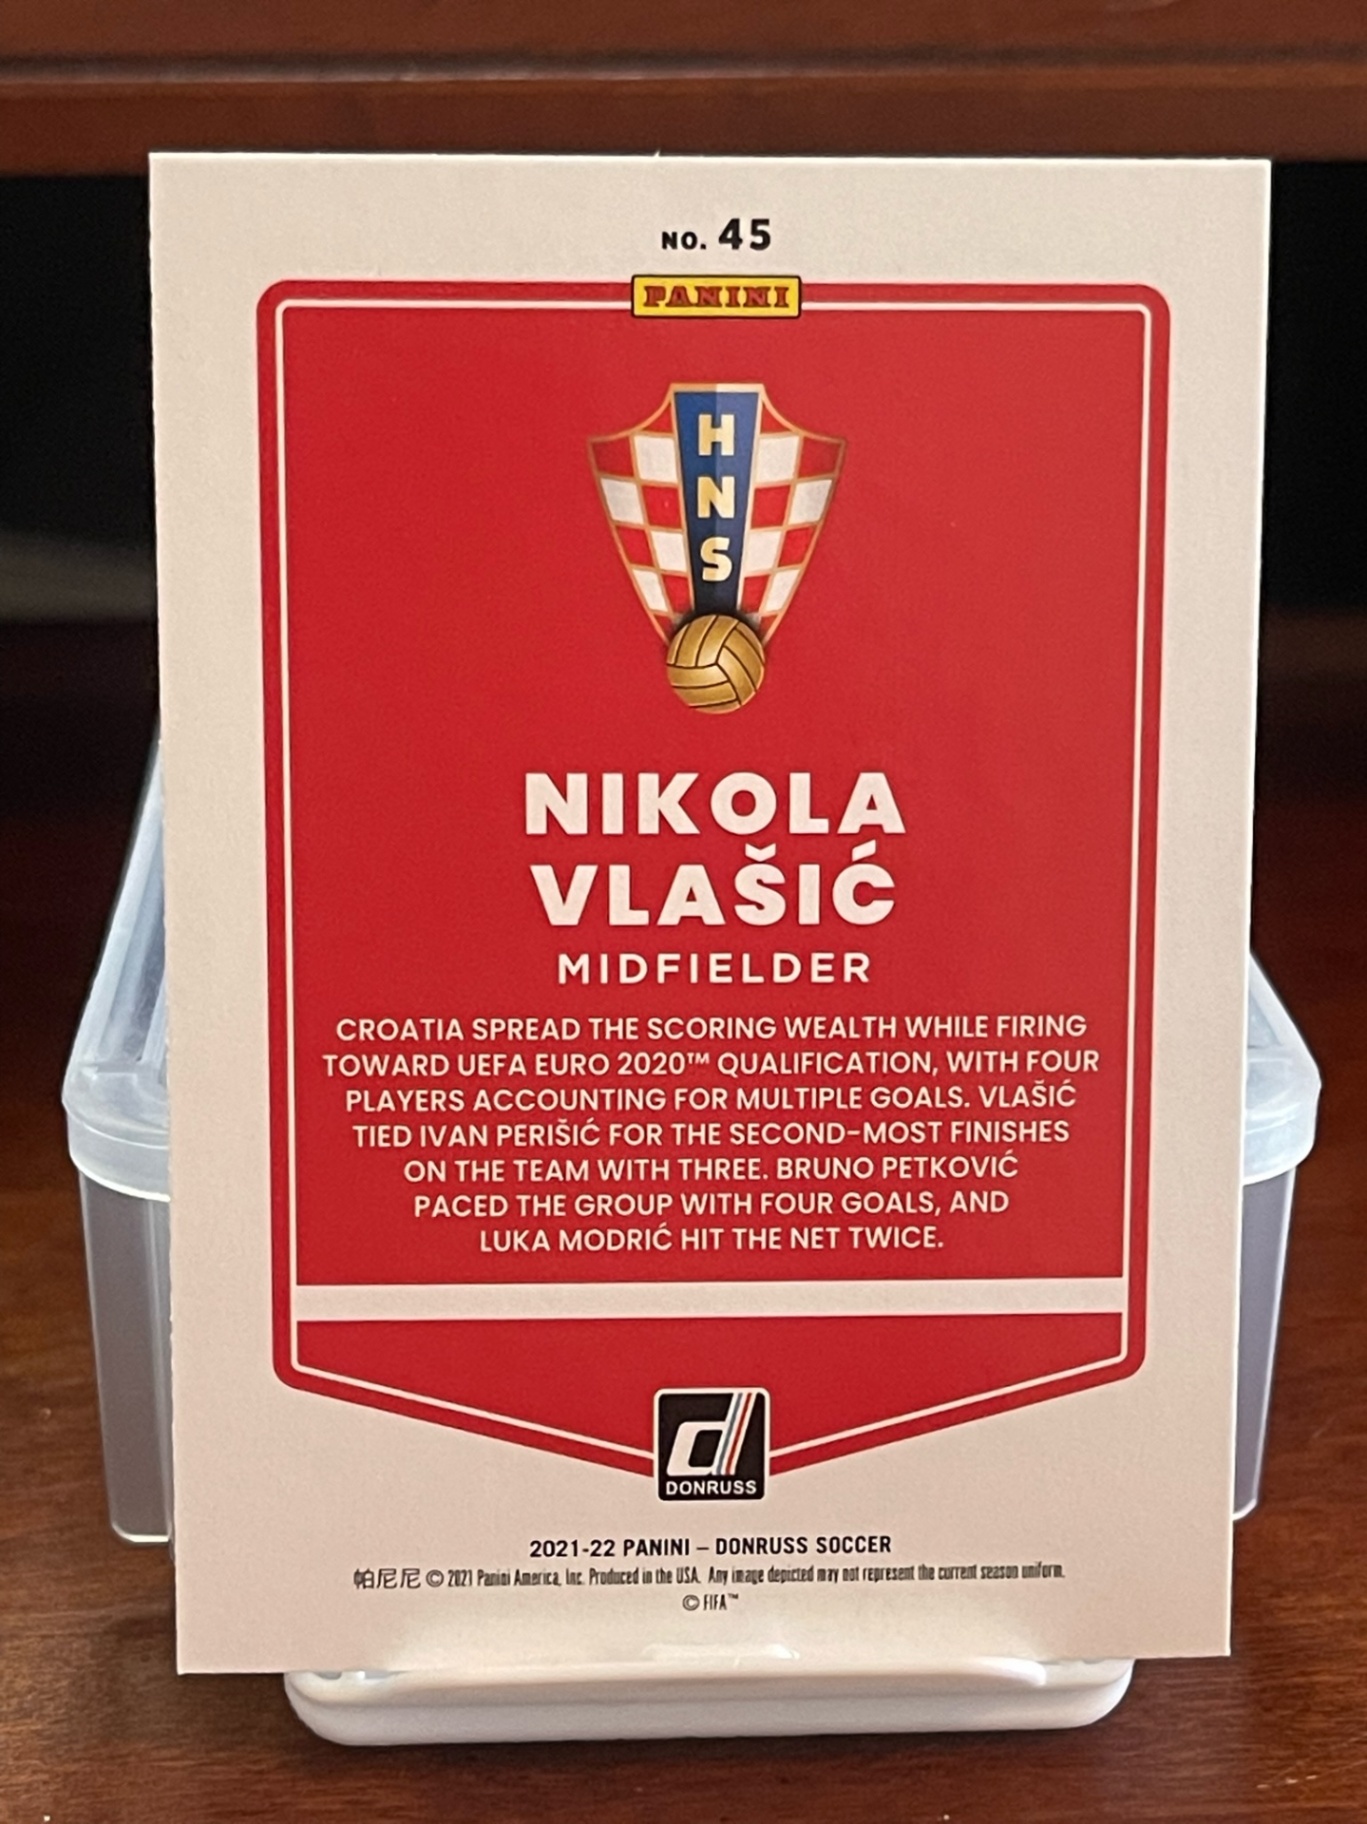 NO. 45
PANINI
H
N
S
NIKOLA
VLAŠIĆ
MIDFIELDER
CROATIA SPREAD THE SCORING WEALTH WHILE FIRING
TOWARD UEFA EURO 2020™ QUALIFICATION, WITH FOUR
PLAYERS ACCOUNTING FOR MULTIPLE GOALS. VLAŠIĆ
TIED IVAN PERIŠIĆ FOR THE SECOND-MOST FINISHES
ON THE TEAM WITH THREE. BRUNO PETKOVIĆ
PACED THE GROUP WITH FOUR GOALS, AND
LUKA MODRIĆ HIT THE NET TWICE.
d
DONRUSS
2021-22 PANINI – DONRUSS SOCCER
帕尼尼 © 2021 Panini America, Inc. Produced in the USA. Any image depicted may not represent the current season uniform.
© FIFA™